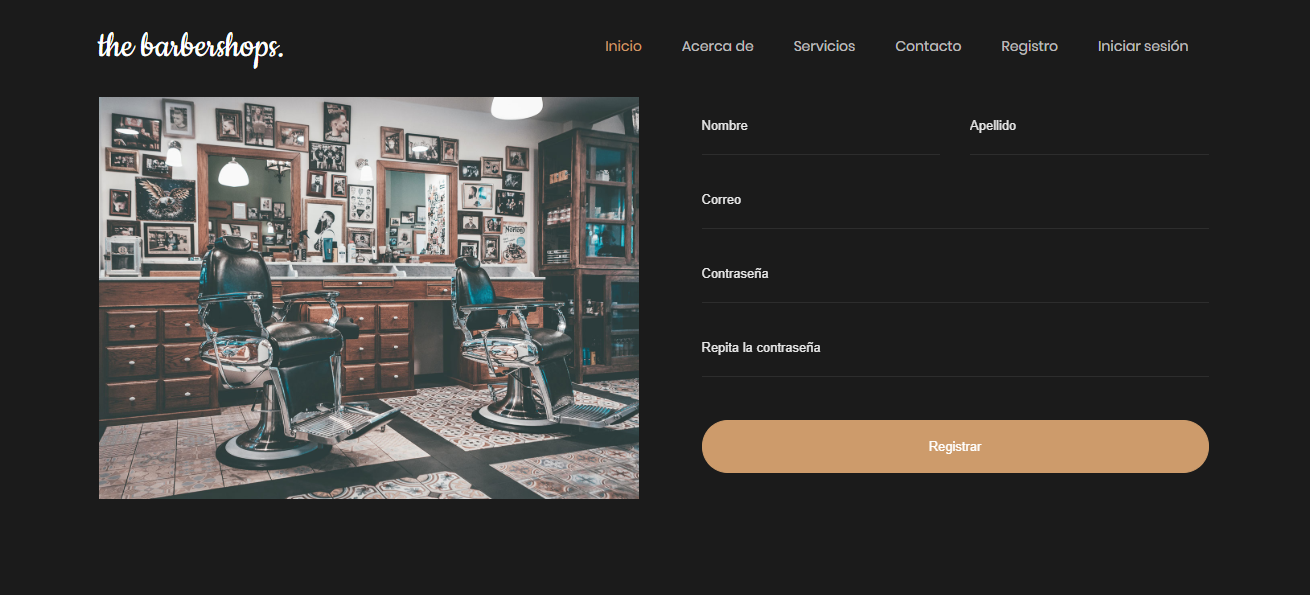 the barbershops.
Inicio Acerca de Servicios Contacto Registro Iniciar sesión
Nombre Apellido
Correo
Contraseña
Repita la contraseña
Registrar